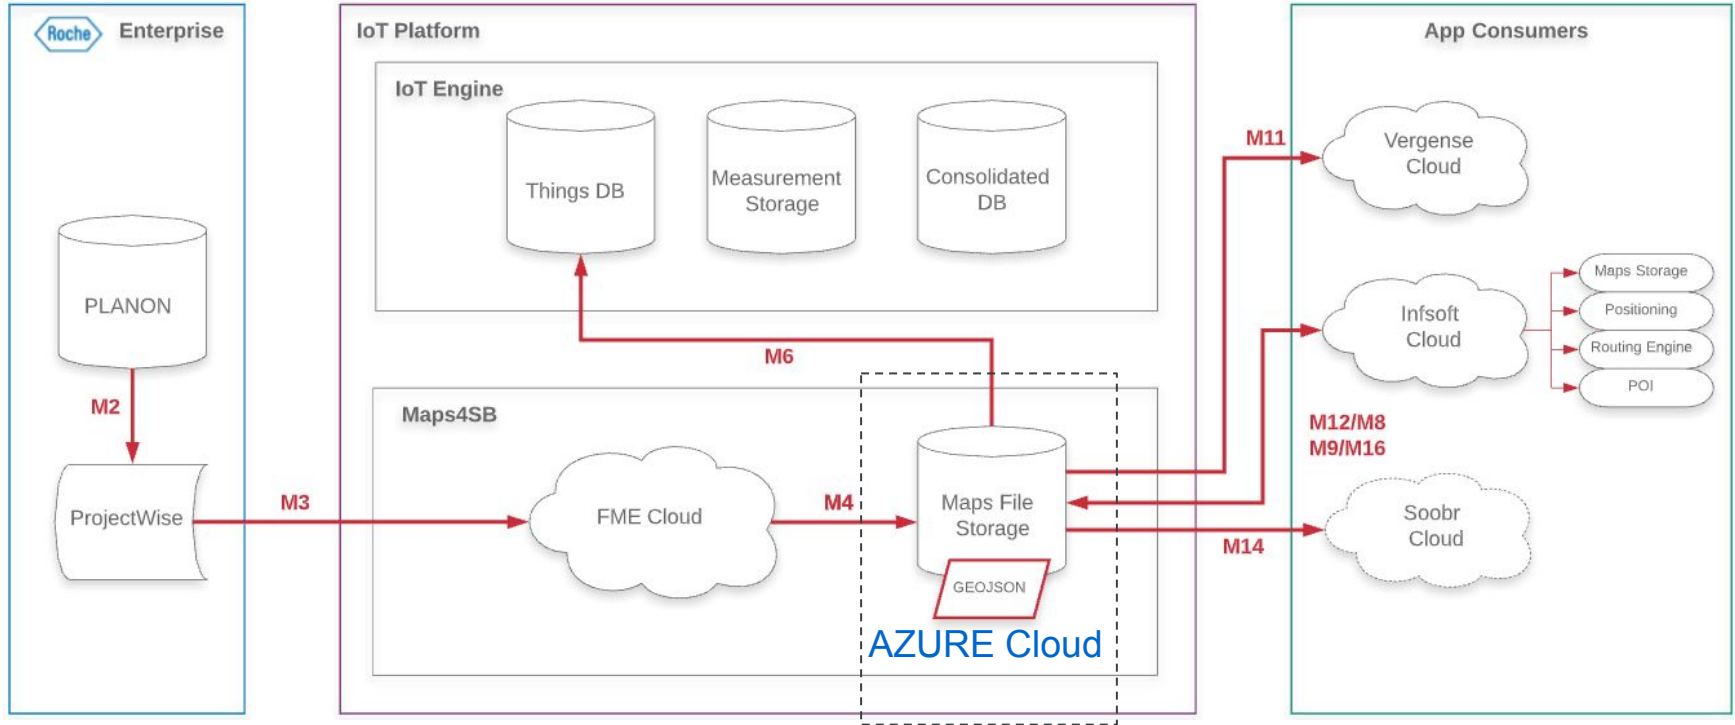 Roche
Enterprise
PLANON
M2
ProjectWise
M3
IoT Platform
IoT Engine
Things DB
Measurement
Storage
Consolidated
DB
M6
Maps4SB
FME Cloud
M4
Maps File
Storage
GEOJSON
AZURE Cloud
App Consumers
M11
Vergense
Cloud
Infsoft
Cloud
Maps Storage
Positioning
Routing Engine
POI
M12/M8
M9/M16
Soobr
Cloud
M14